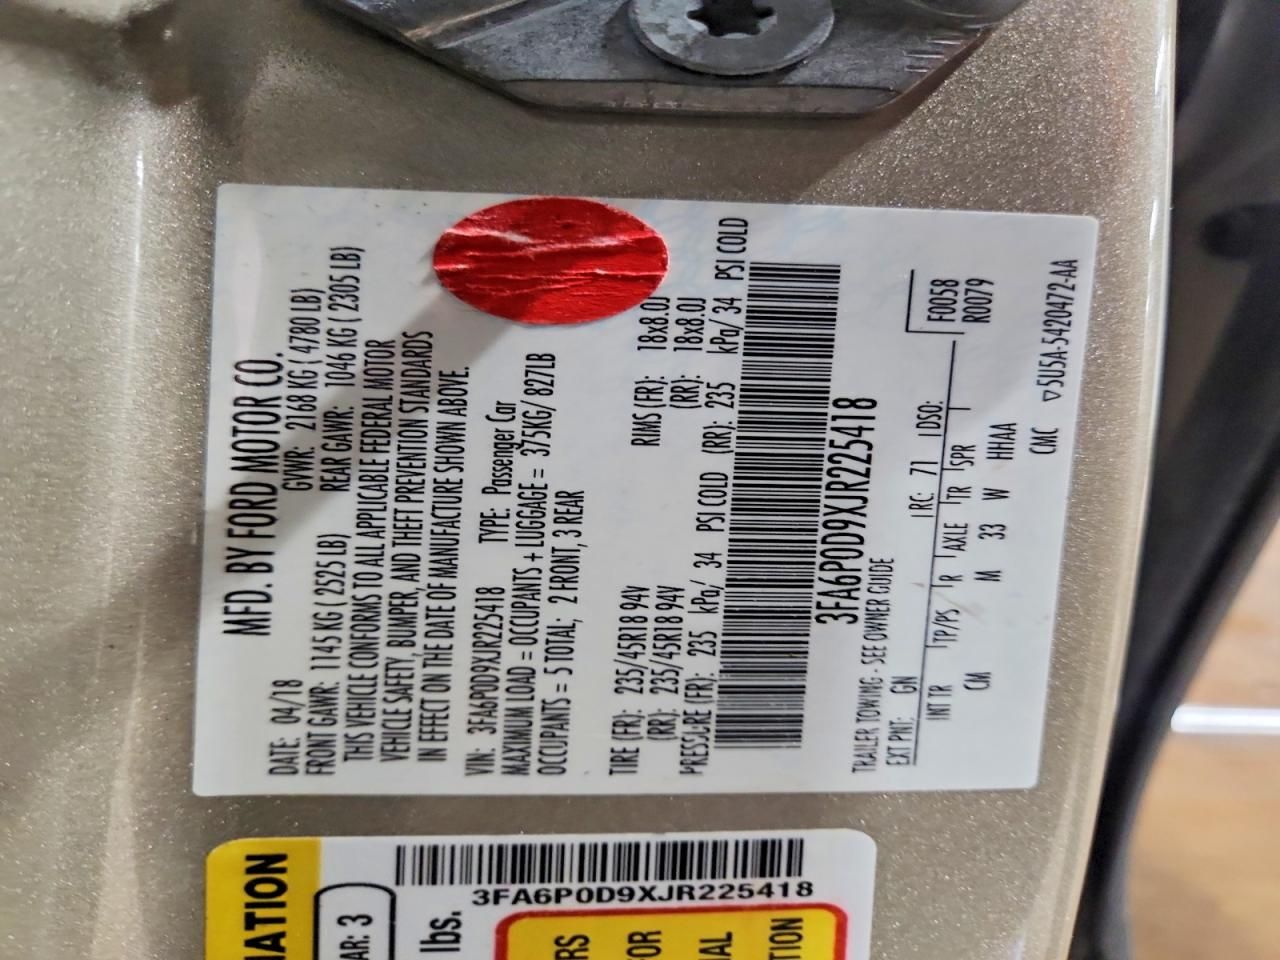 MFD. BY FORD MOTOR CO.
DATE: 04/18 GVWR: 2168 KG ( 4780 LB)
FRONT GAWR: 1145 KG ( 2525 LB) REAR GAWR: 1046 KG ( 2305 LB)
THIS VEHICLE CONFORMS TO ALL APPLICABLE FEDERAL MOTOR
VEHICLE SAFETY, BUMPER, AND THEFT PREVENTION STANDARDS
IN EFFECT ON THE DATE OF MANUFACTURE SHOWN ABOVE.
VIN: 3FA6P0D9XJR225418 TYPE: Passenger Car
MAXIMUM LOAD = OCCUPANTS + LUGGAGE = 375KG/ 827LB
OCCUPANTS = 5 TOTAL; 2 FRONT, 3 REAR
TIRE (FR): 235/45R18 94V RIMS (FR): 18x8.0J
(RR): 235/45R18 94V (RR): 18x8.0J
PRESSURE (FR): 235 kPa/ 34 PSI COLD (RR): 235 kPa/ 34 PSI COLD
3FA6P0D9XJR225418
TRAILER TOWING - SEE OWNER GUIDE
EXT PNT: GN RC: 71 DSO: F0058
R0079
INT TR TP/PS R AXLE TR SPR
CM M 33 W HHAA
CMC ▽5U5A-5420472-AA
MATION
AR: 3
3FA6P0D9XJR225418
lbs.
RS
OR
AL
TION